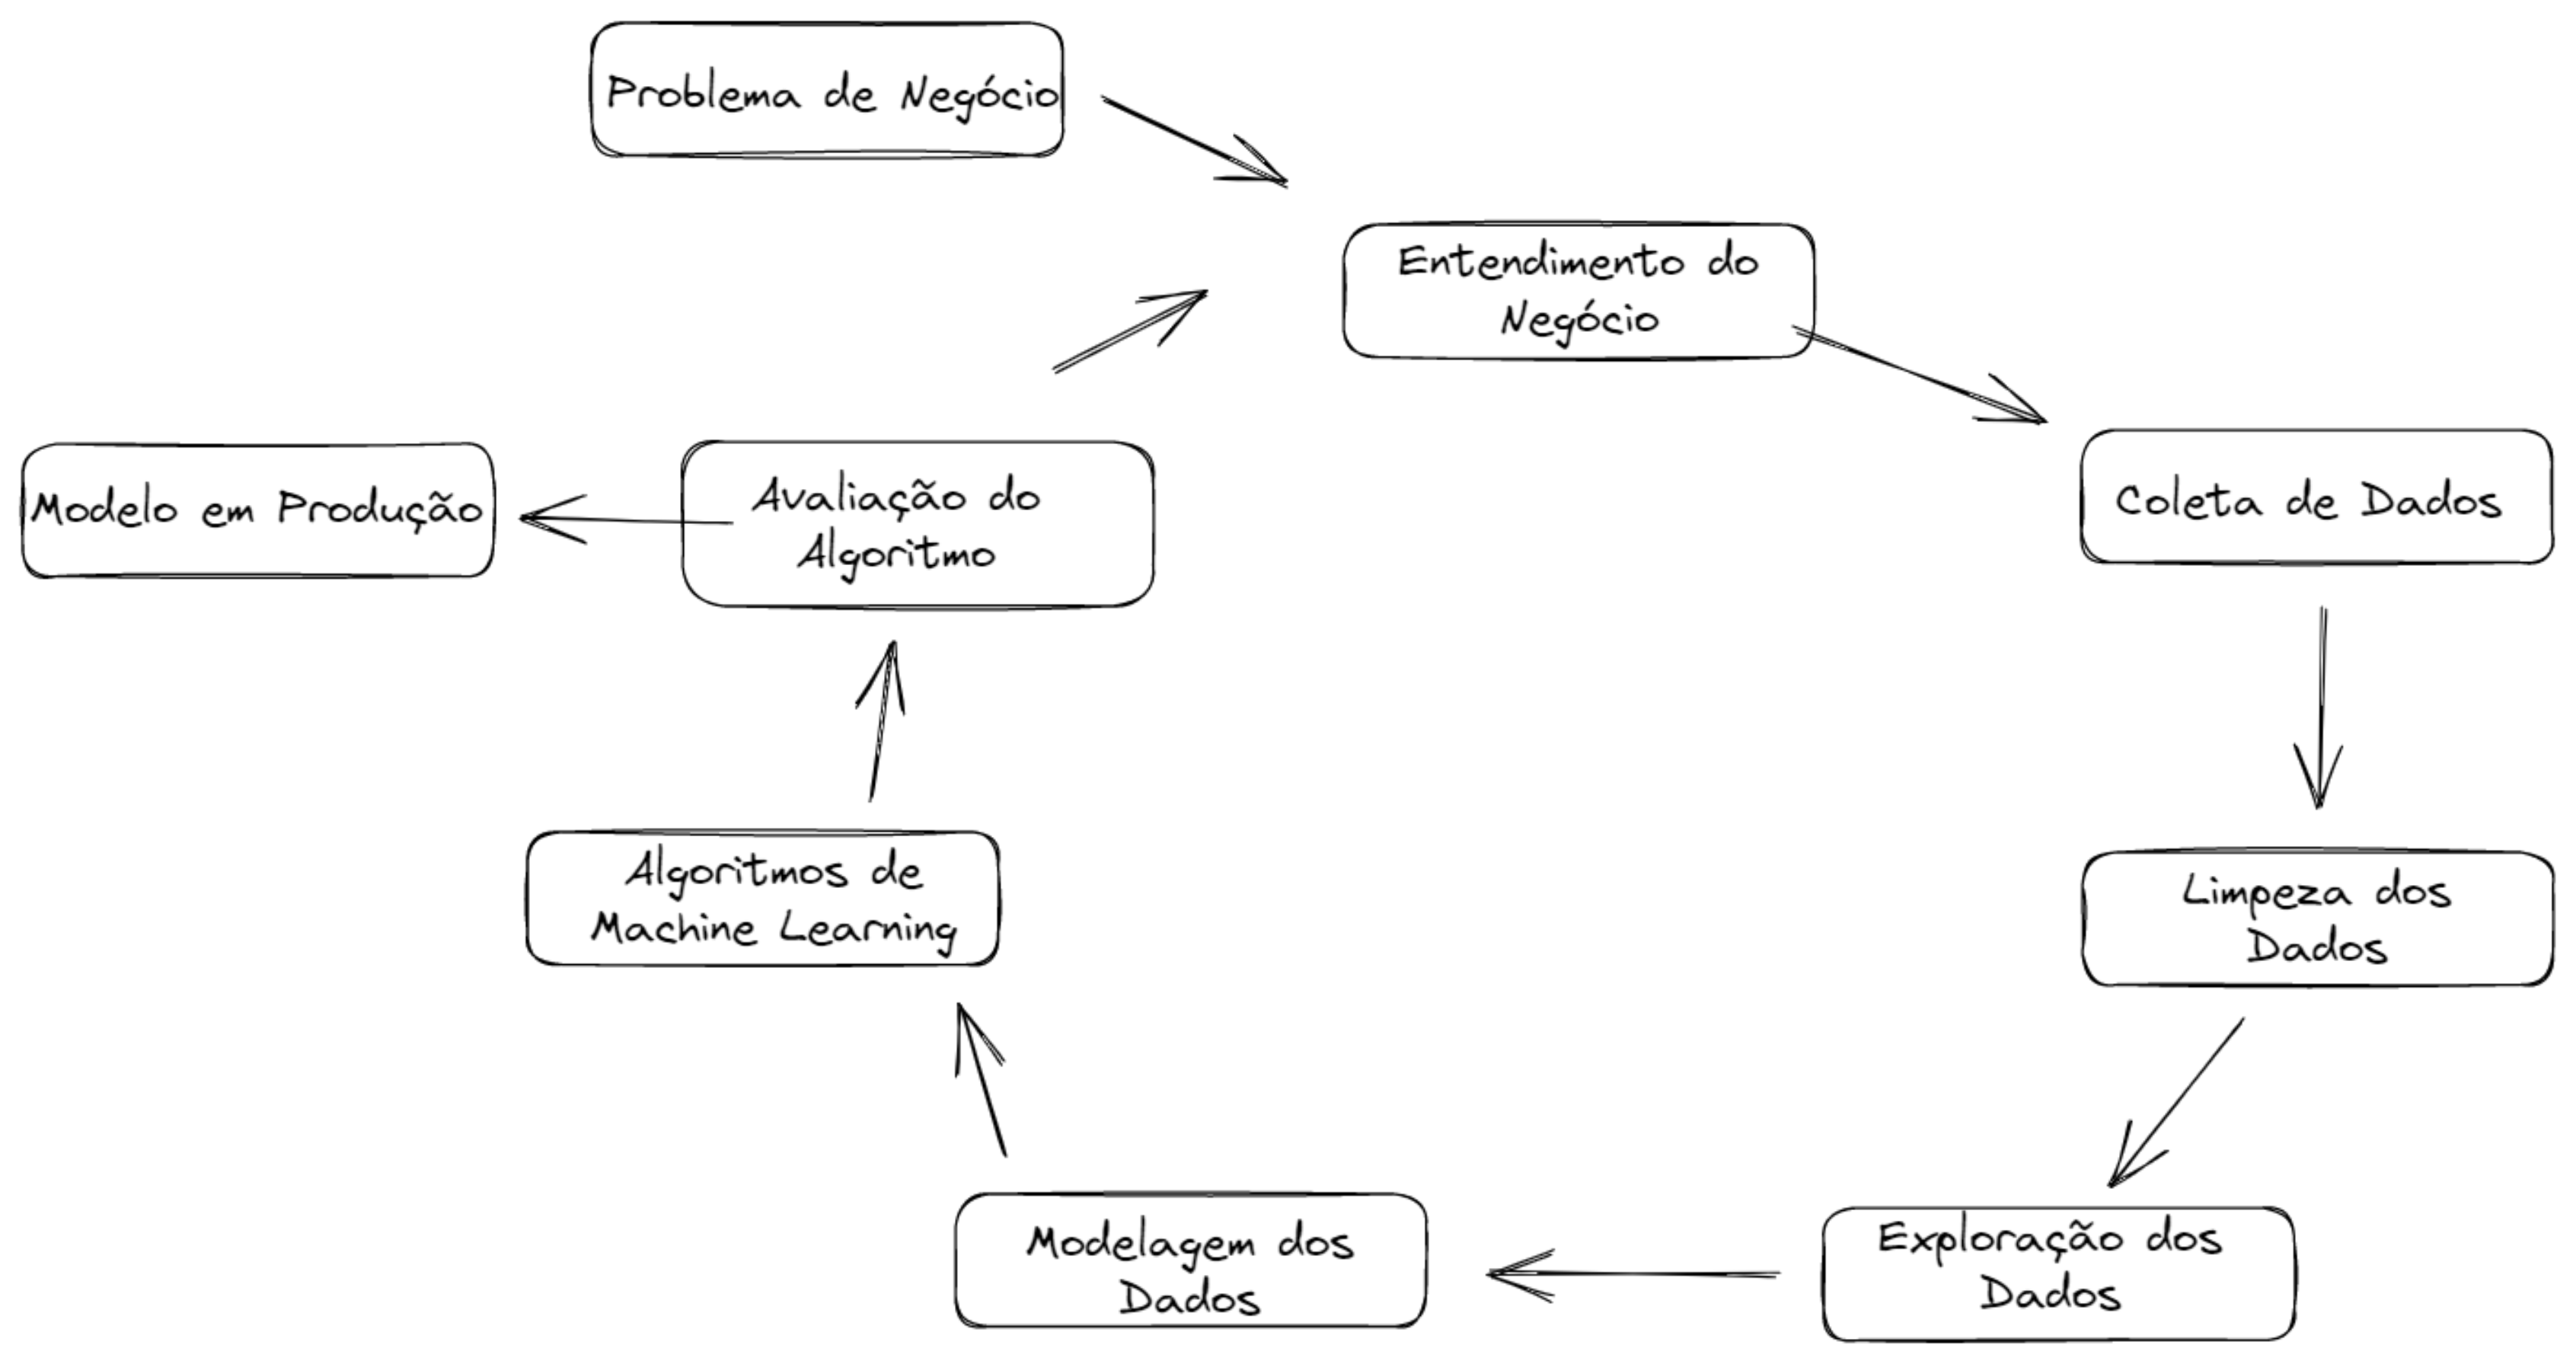 Problema de Negócio
Entendimento do
Negócio
Coleta de Dados
Limpeza dos
Dados
Exploração dos
Dados
Modelagem dos
Dados
Algoritmos de
Machine Learning
Avaliação do
Algoritmo
Modelo em Produção